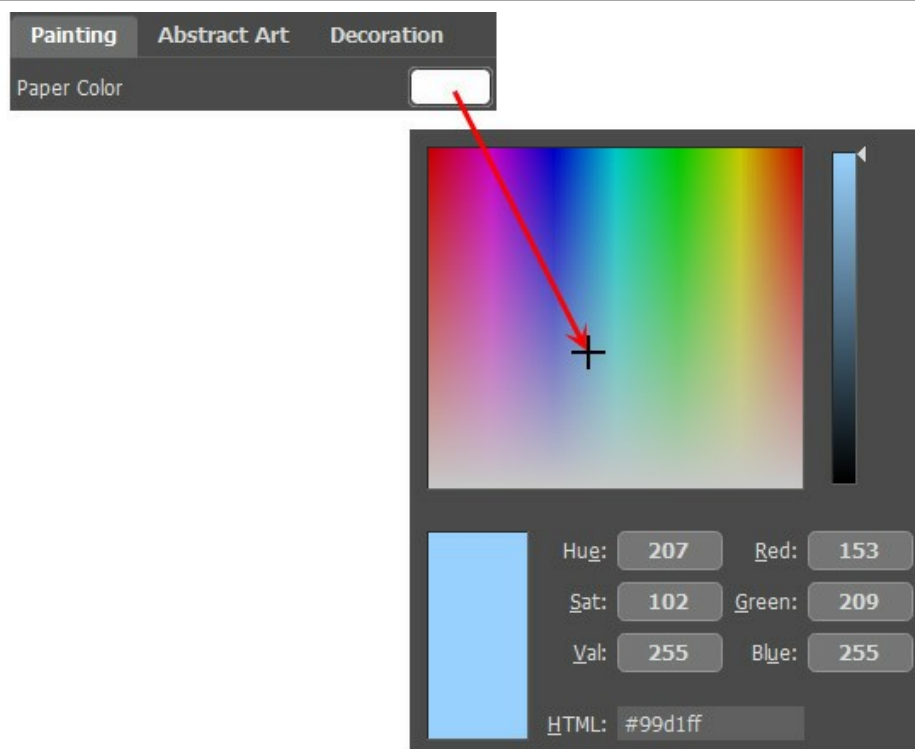 Painting Abstract Art Decoration
Paper Color
Hue: 207 Red: 153
Sat: 102 Green: 209
Val: 255 Blue: 255
HTML: #99d1ff